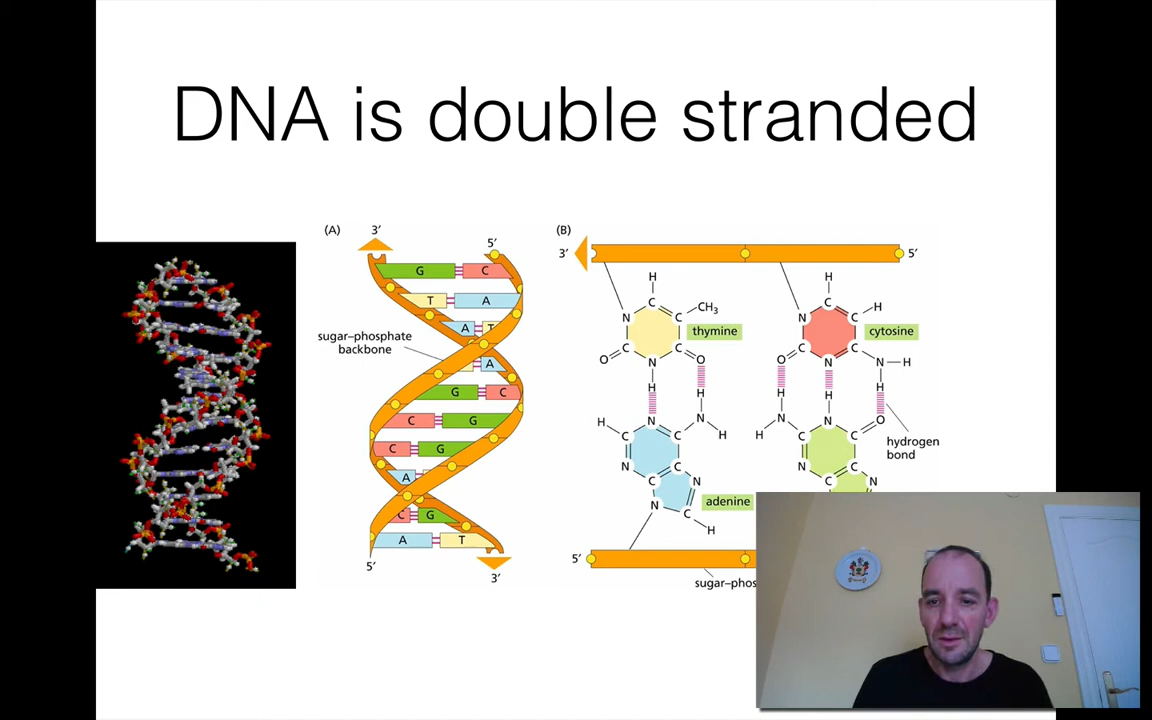 DNA is double stranded
(A)
3′
5′
G C
T A
A T
A
G C
C G
C G
A
C G
A T
5′
3′
sugar–phosphate
backbone
(B)
3′
5′
H
C
N C CH₃
thymine
O C C O
N
H
H
H C N C N H
N C C N
adenine
N C H
H
C H
N C
cytosine
O C N C N H
H
H H
N N O
H C C
N C N
C
hydrogen
bond
5′
sugar–phos